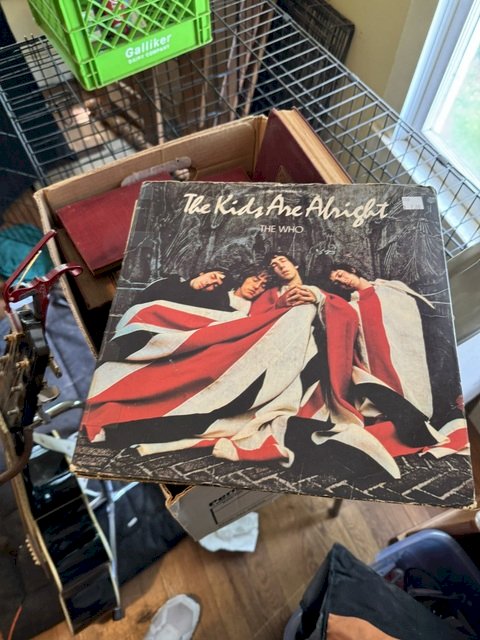 Galliker
DAIRY COMPANY
The Kids Are Alright
THE WHO